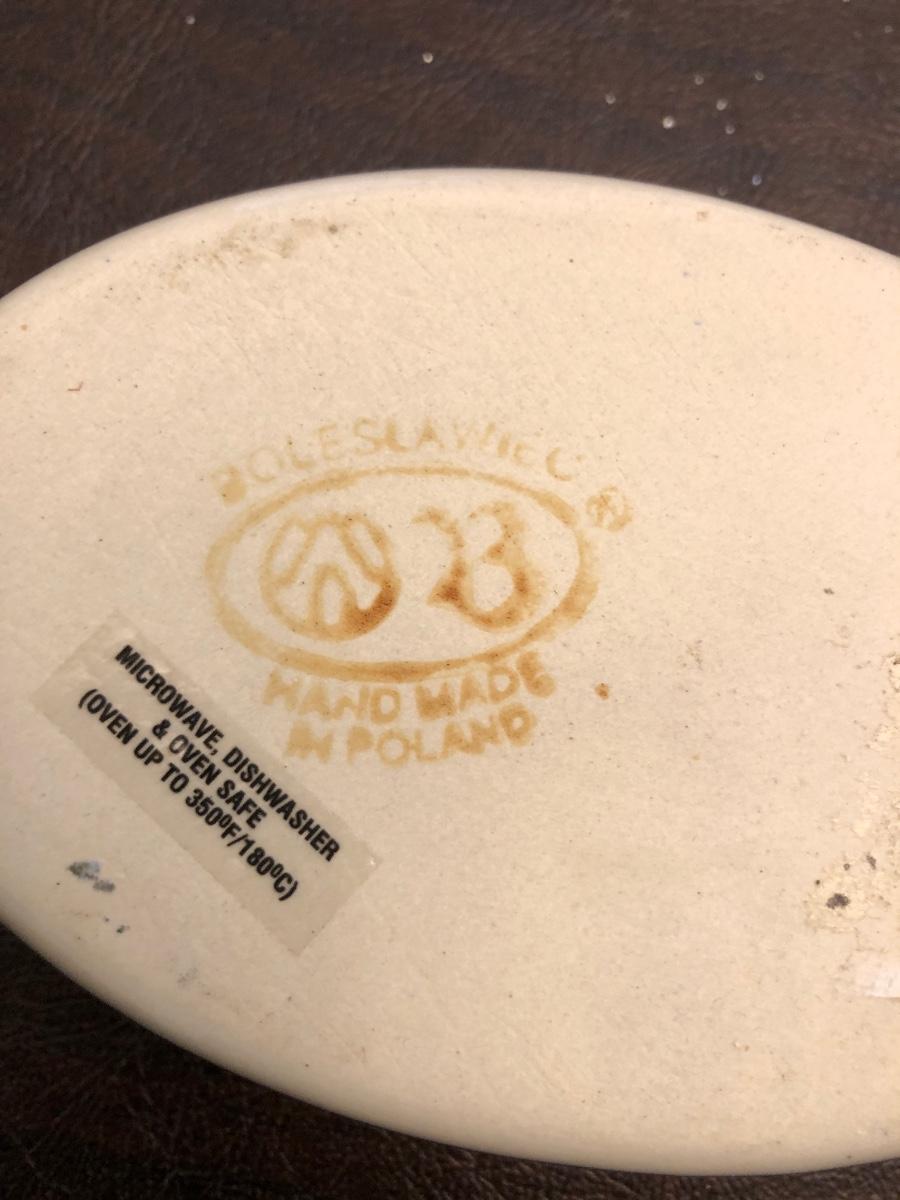 BOLESLAWIEC
®
B
HAND MADE
IN POLAND
MICROWAVE, DISHWASHER
& OVEN SAFE
(OVEN UP TO 350ºF/180ºC)